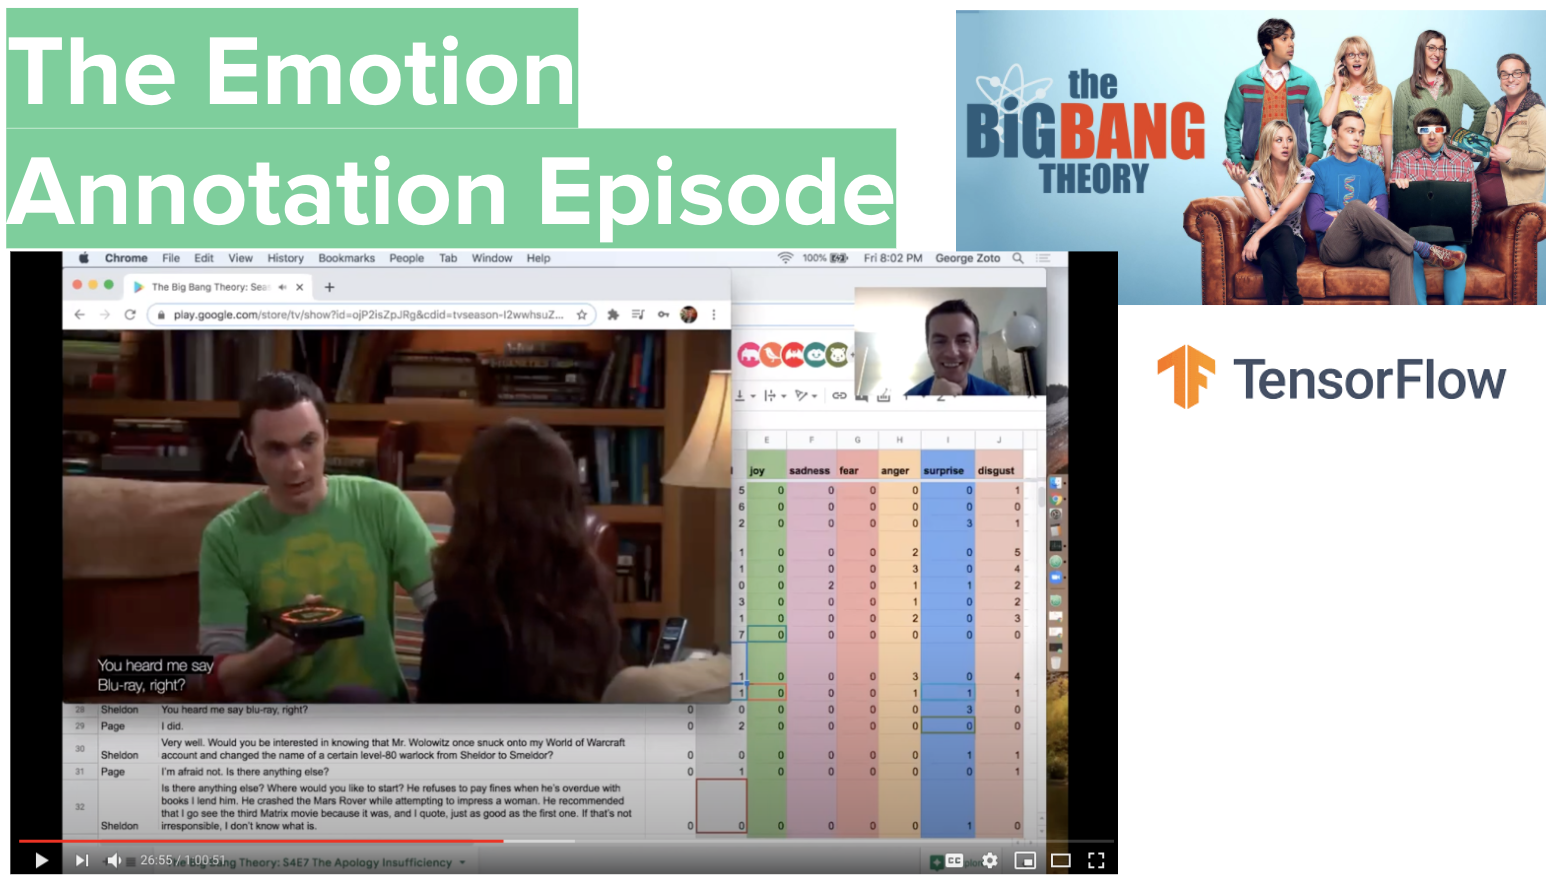 The Emotion
Annotation Episode
the
BiGBANG
THEORY
TensorFlow
Chrome File Edit View History Bookmarks People Tab Window Help 100% Fri 8:02 PM George Zoto
The Big Bang Theory: Sea
play.google.com/store/tv/show?id=ojP2isZpJRg&cdid=tvseason-I2wwhsuZ...
E F G H I J
joy sadness fear anger surprise disgust
5 0 0 0 0 0 1
6 0 0 0 0 0 0
2 0 0 0 0 3 1
1 0 0 0 2 0 5
1 0 0 0 3 0 4
0 0 2 0 1 1 2
3 0 0 0 1 0 2
1 0 0 0 2 0 3
7 0 0 0 0 0 0
1 0 0 0 3 0 4
1 0 0 0 1 1 1
You heard me say
Blu-ray, right?
28 Sheldon You heard me say blu-ray, right? 0 0 0 0 0 0 3 0
29 Page I did. 0 2 0 0 0 0 0 0
30 Sheldon Very well. Would you be interested in knowing that Mr. Wolowitz once snuck onto my World of Warcraft
account and changed the name of a certain level-80 warlock from Sheldor to Smeldor? 0 0 0 0 0 0 1 1
31 Page I'm afraid not. Is there anything else? 0 1 0 0 0 0 0 1
32 Sheldon Is there anything else? Where would you like to start? He refuses to pay fines when he's overdue with
books I lend him. He crashed the Mars Rover while attempting to impress a woman. He recommended
that I go see the third Matrix movie because it was, and I quote, just as good as the first one. If that's not
irresponsible, I don't know what is. 0 0 0 0 0 0 1 0
26:55 / 1:00:51
The Big Bang Theory: S4E7 The Apology Insufficiency
CC